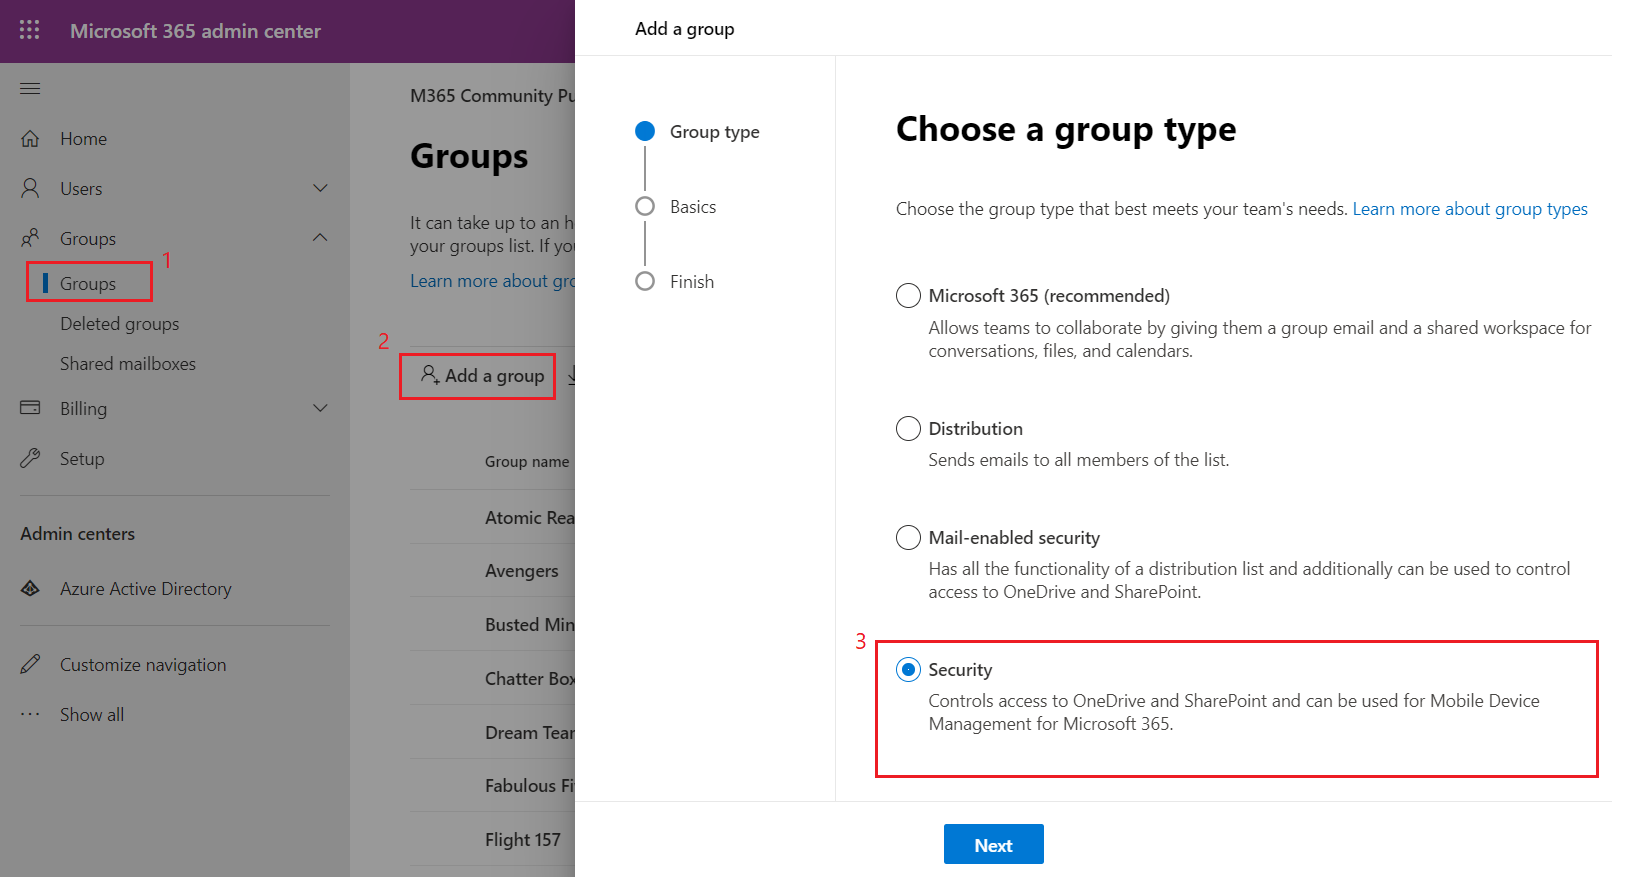 Microsoft 365 admin center
Home
Users
Groups
1
Groups
Deleted groups
Shared mailboxes
Billing
Setup
Admin centers
Azure Active Directory
Customize navigation
Show all
M365 Community Pu
Groups
It can take up to an h
your groups list. If you
Learn more about gro
2
Add a group
Group name
Atomic Rea
Avengers
Busted Min
Chatter Box
Dream Tear
Fabulous Fi
Flight 157
Add a group
Group type
Basics
Finish
Choose a group type
Choose the group type that best meets your team's needs. Learn more about group types
Microsoft 365 (recommended)
Allows teams to collaborate by giving them a group email and a shared workspace for
conversations, files, and calendars.
Distribution
Sends emails to all members of the list.
Mail-enabled security
Has all the functionality of a distribution list and additionally can be used to control
access to OneDrive and SharePoint.
3
Security
Controls access to OneDrive and SharePoint and can be used for Mobile Device
Management for Microsoft 365.
Next